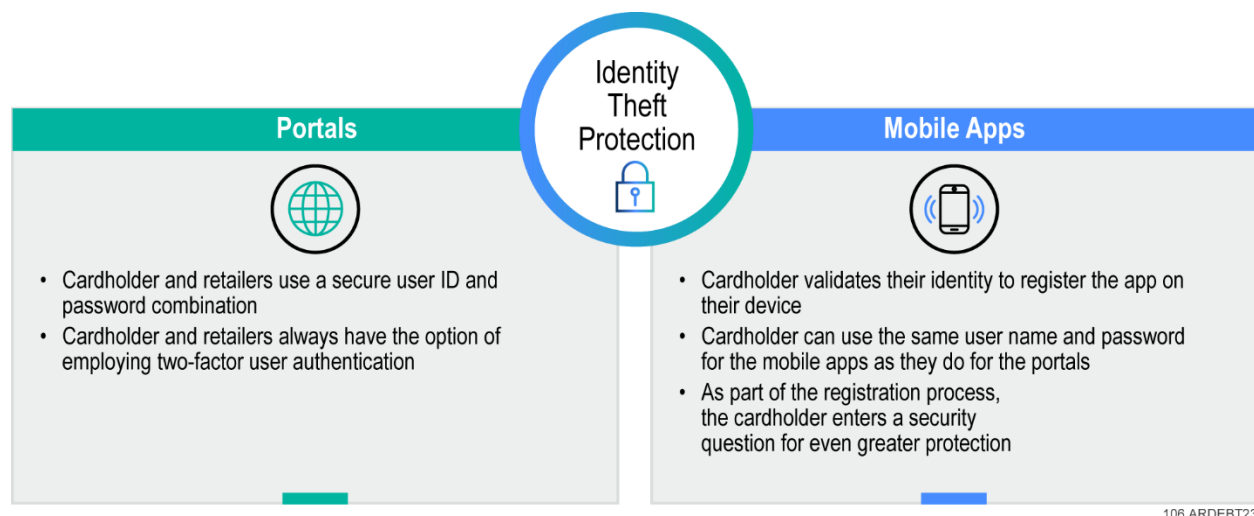 Identity
Theft
Protection
Portals
• Cardholder and retailers use a secure user ID and
password combination
• Cardholder and retailers always have the option of
employing two-factor user authentication
Mobile Apps
• Cardholder validates their identity to register the app on
their device
• Cardholder can use the same user name and password
for the mobile apps as they do for the portals
• As part of the registration process,
the cardholder enters a security
question for even greater protection
106 ARDEBT23